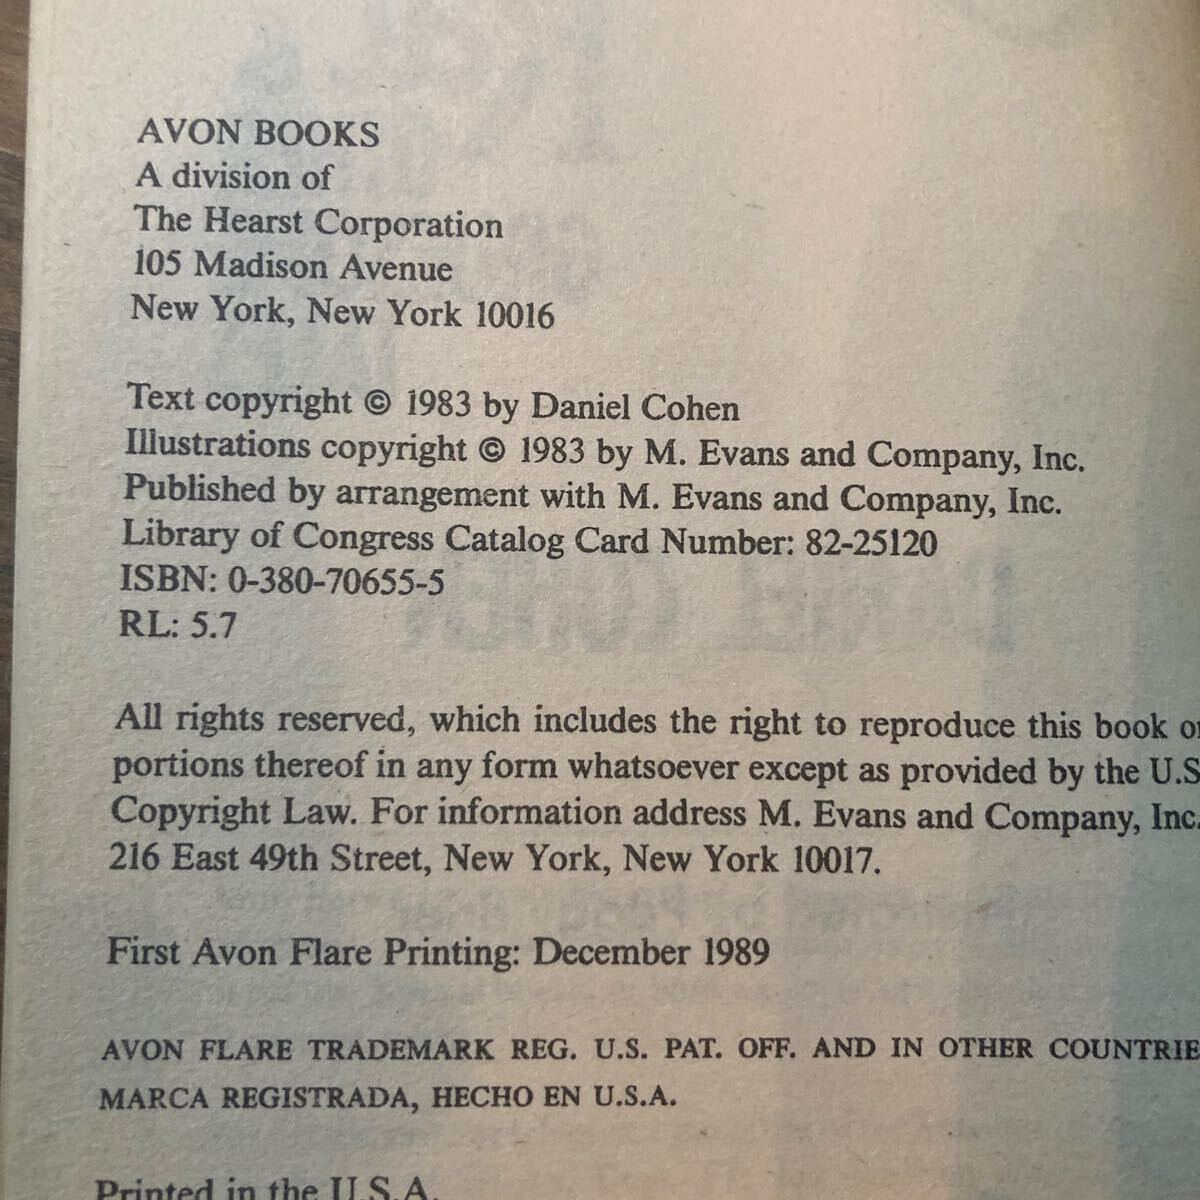 AVON BOOKS
A division of
The Hearst Corporation
105 Madison Avenue
New York, New York 10016
Text copyright © 1983 by Daniel Cohen
Illustrations copyright © 1983 by M. Evans and Company, Inc.
Published by arrangement with M. Evans and Company, Inc.
Library of Congress Catalog Card Number: 82-25120
ISBN: 0-380-70655-5
RL: 5.7
All rights reserved, which includes the right to reproduce this book or
portions thereof in any form whatsoever except as provided by the U.S
Copyright Law. For information address M. Evans and Company, Inc.
216 East 49th Street, New York, New York 10017.
First Avon Flare Printing: December 1989
AVON FLARE TRADEMARK REG. U.S. PAT. OFF. AND IN OTHER COUNTRIE
MARCA REGISTRADA, HECHO EN U.S.A.
Printed in the U.S.A.